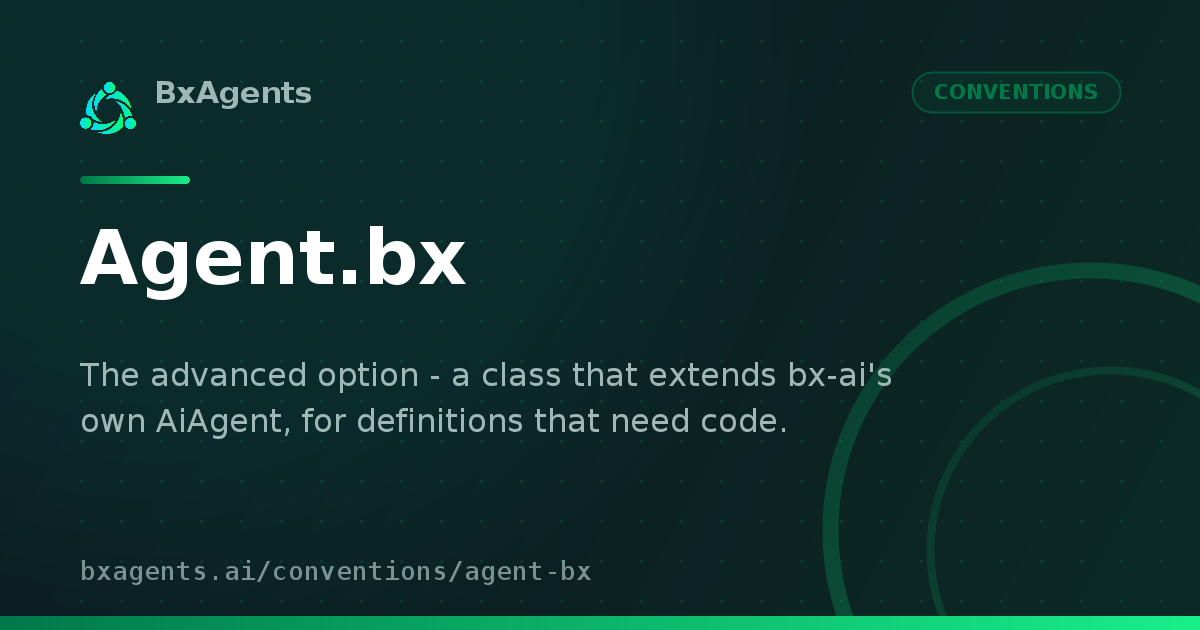 BxAgents
CONVENTIONS
Agent.bx
The advanced option - a class that extends bx-ai's
own AiAgent, for definitions that need code.
bxagents.ai/conventions/agent-bx